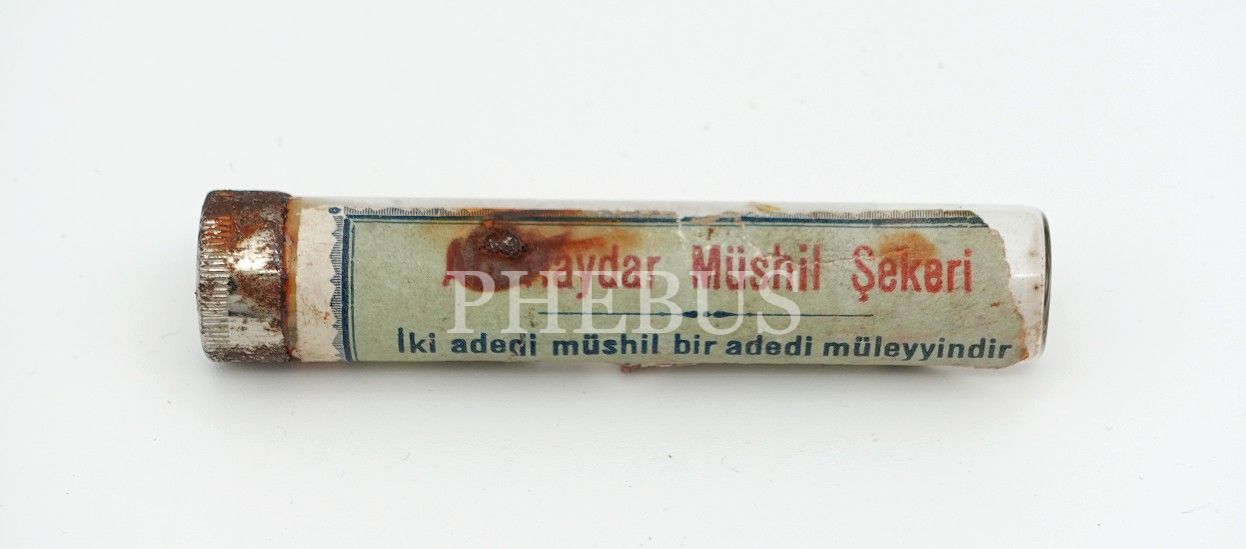 Müshil Şekeri
İki adedi müshil bir adedi müleyyindir
PHEBUS